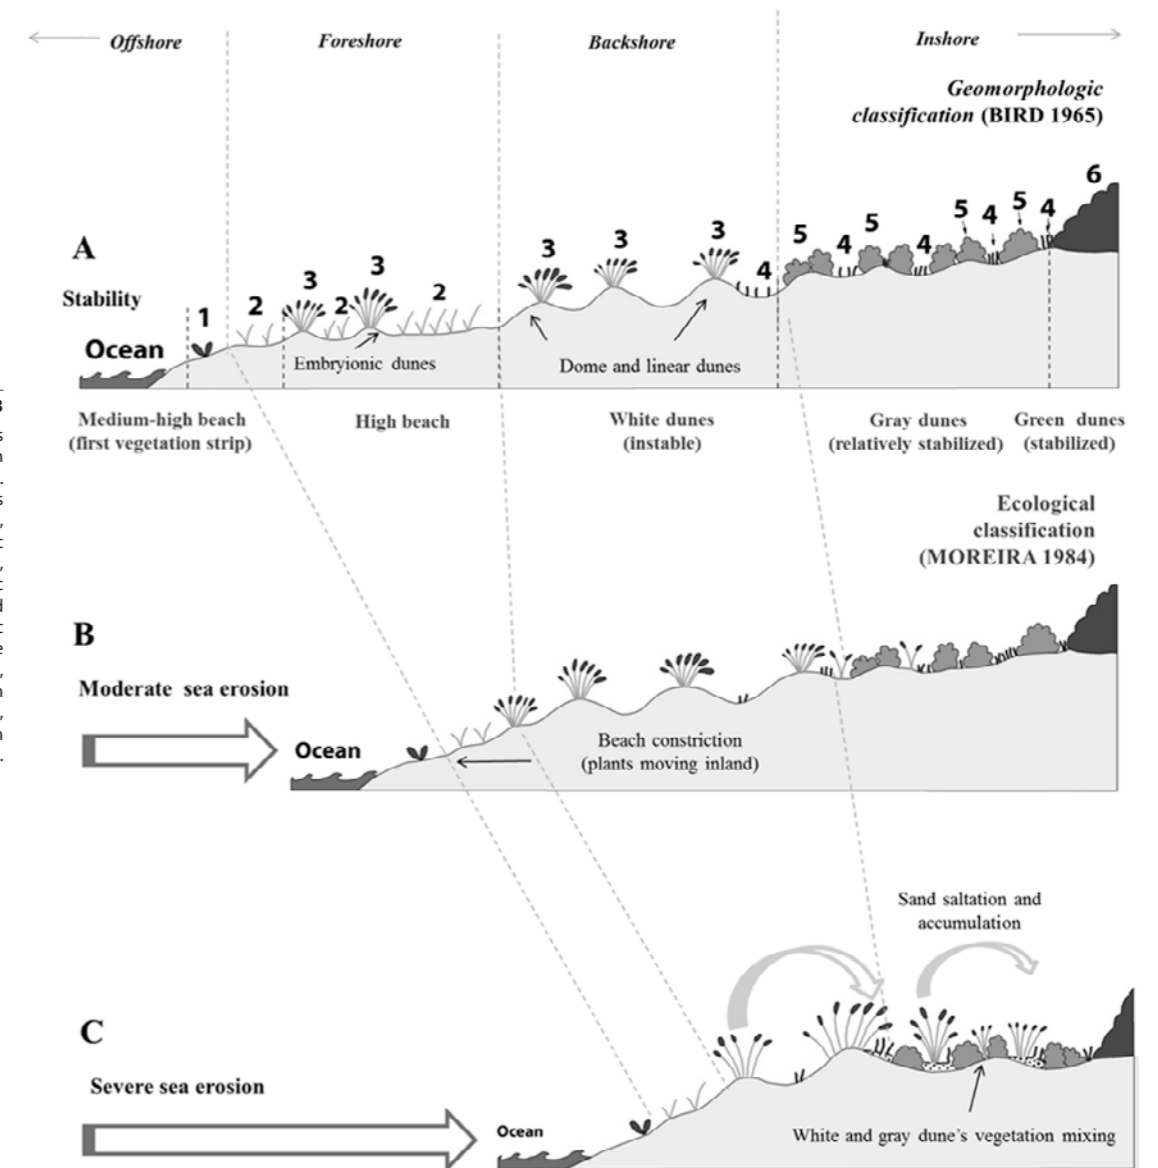 Offshore
Foreshore
Backshore
Inshore
Geomorphologic
classification (BIRD 1965)
A
Stability
Ocean
1
2
3
2
3
2
3
3
3
4
5
4
5
4
5
4
5
4
6
Embryionic dunes
Dome and linear dunes
Medium-high beach
(first vegetation strip)
High beach
White dunes
(instable)
Gray dunes
(relatively stabilized)
Green dunes
(stabilized)
Ecological
classification
(MOREIRA 1984)
B
Moderate sea erosion
Ocean
Beach constriction
(plants moving inland)
Sand saltation and
accumulation
C
Severe sea erosion
Ocean
White and gray dune's vegetation mixing